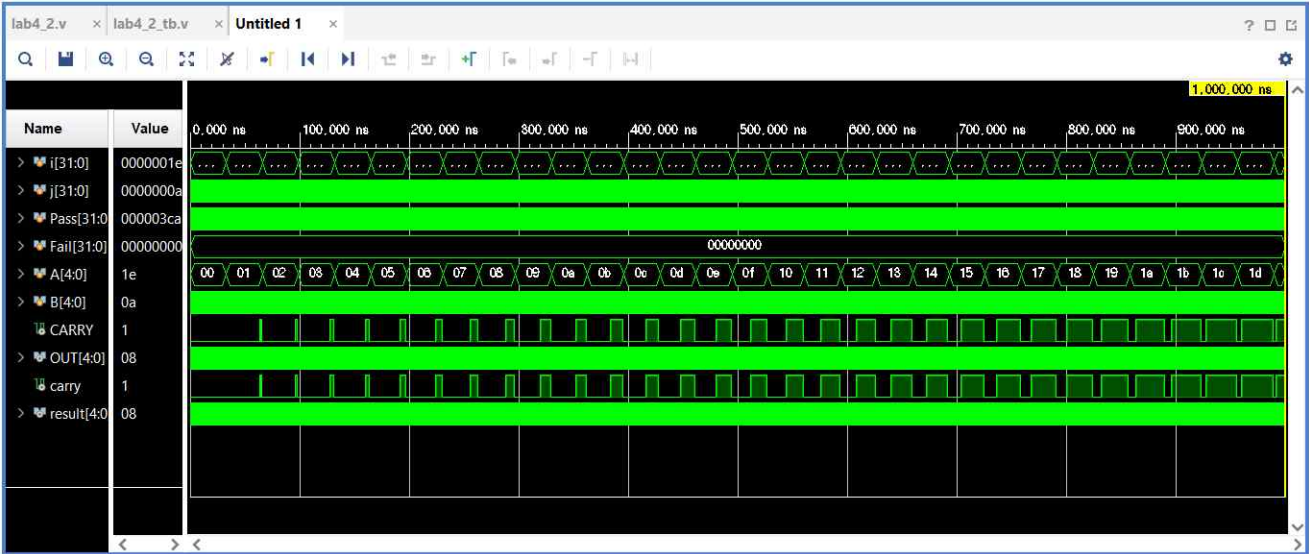 lab4_2.v × lab4_2_tb.v × Untitled 1 × ?
1,000.000 ns
Name Value 0.000 ns 100.000 ns 200.000 ns 300.000 ns 400.000 ns 500.000 ns 600.000 ns 700.000 ns 800.000 ns 900.000 ns
i[31:0] 0000001e ... ... ... ... ... ... ... ... ... ... ... ... ... ... ... ... ... ... ... ... ... ... ... ... ... ... ... ... ... ...
j[31:0] 0000000a
Pass[31:0 000003ca
Fail[31:0] 00000000 00000000
A[4:0] 1e 00 01 02 03 04 05 06 07 08 09 0a 0b 0c 0d 0e 0f 10 11 12 13 14 15 16 17 18 19 1a 1b 1c 1d
B[4:0] 0a
CARRY 1
OUT[4:0] 08
carry 1
result[4:0 08